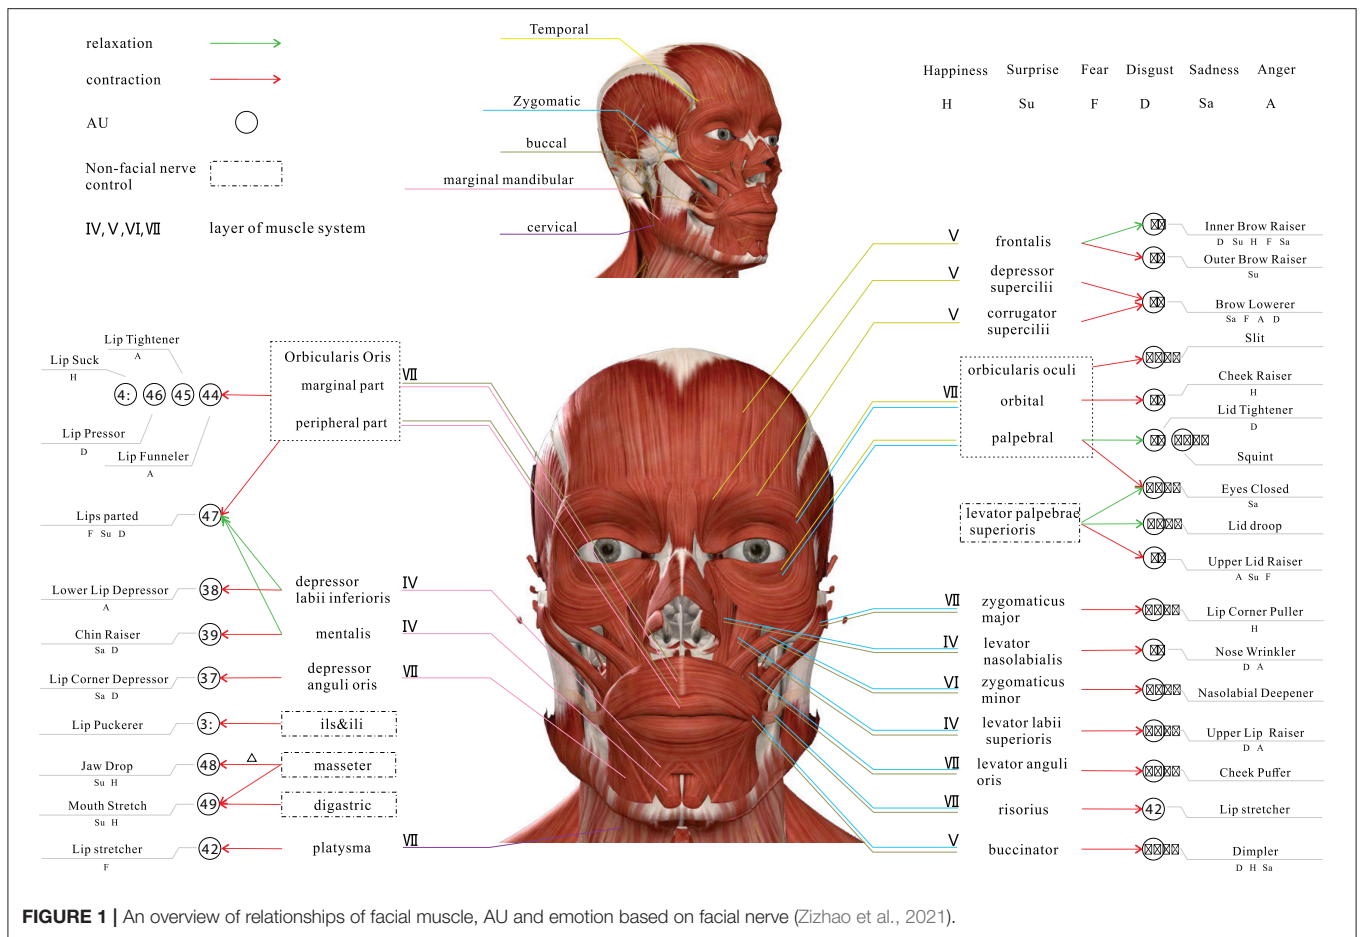 relaxation
contraction
AU
Non-facial nerve
control
Ⅳ,Ⅴ,Ⅵ,Ⅶ layer of muscle system
Temporal
Zygomatic
buccal
marginal mandibular
cervical
Happiness Surprise Fear Disgust Sadness Anger
H Su F D Sa A
Lip Tightener
A
Lip Suck
H
4: 46 45 44
Lip Pressor
D
Lip Funneler
A
Orbicularis Oris
marginal part
peripheral part
Ⅶ
Lips parted
F Su D
47
Lower Lip Depressor
A
38
depressor
labii inferioris
Ⅳ
Chin Raiser
Sa D
39
mentalis
Ⅳ
Lip Corner Depressor
Sa D
37
depressor
anguli oris
Ⅶ
Lip Puckerer
3:
ils&ili
Jaw Drop
Su H
48
△
masseter
Mouth Stretch
Su H
49
digastric
Lip stretcher
F
42
platysma
Ⅶ
Ⅴ
frontalis
Inner Brow Raiser
D Su H F Sa
Outer Brow Raiser
Su
Ⅴ
depressor
supercilii
Ⅴ
corrugator
supercilii
Brow Lowerer
Sa F A D
Slit
Ⅶ
orbicularis oculi
orbital
palpebral
Cheek Raiser
H
Lid Tightener
D
Squint
Eyes Closed
Sa
levator palpebrae
superioris
Lid droop
Upper Lid Raiser
A Su F
Ⅶ
zygomaticus
major
Lip Corner Puller
H
Ⅳ
levator
nasolabialis
Nose Wrinkler
D A
Ⅵ
zygomaticus
minor
Nasolabial Deepener
Ⅳ
levator labii
superioris
Upper Lip Raiser
D A
Ⅶ
levator anguli
oris
Cheek Puffer
Ⅶ
risorius
42
Lip stretcher
Ⅴ
buccinator
Dimpler
D H Sa
FIGURE 1 | An overview of relationships of facial muscle, AU and emotion based on facial nerve (Zizhao et al., 2021).